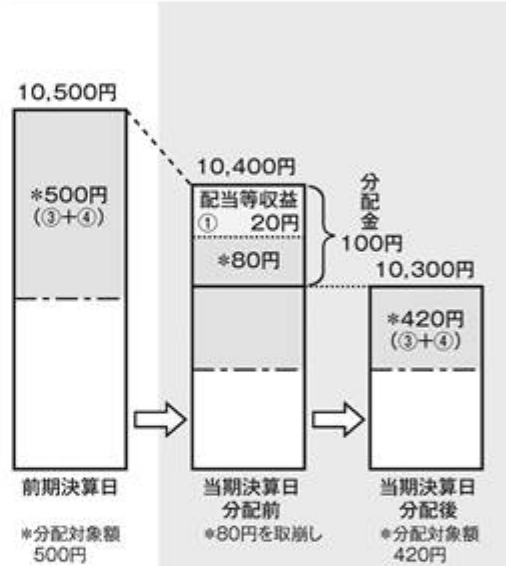 10,500円
*500円
(③+④)
10,400円
配当等収益
① 20円
*80円
分配金
100円
10,300円
*420円
(③+④)
前期決算日
*分配対象額
500円
当期決算日
分配前
*80円を取崩し
当期決算日
分配後
*分配対象額
420円